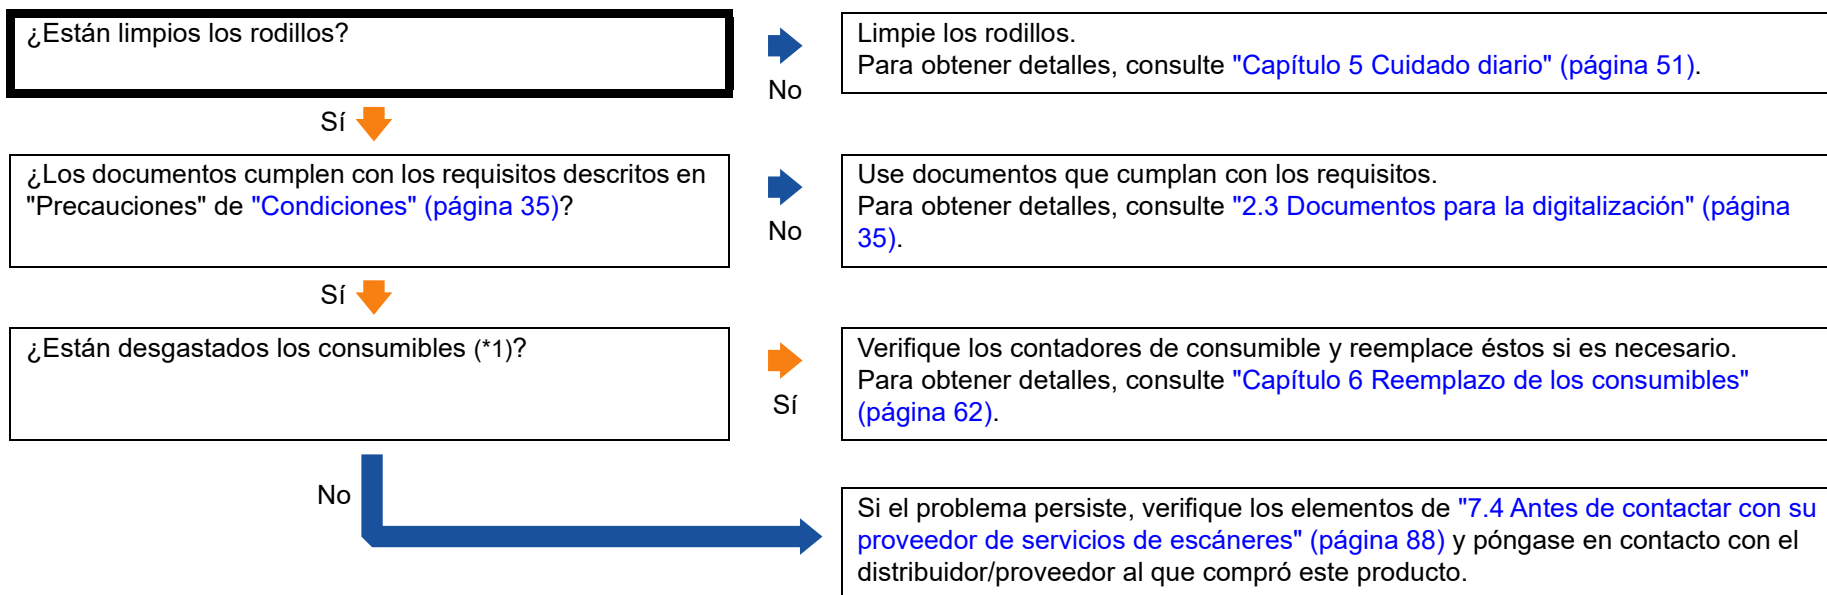 ¿Están limpios los rodillos?
No
Limpie los rodillos.
Para obtener detalles, consulte "Capítulo 5 Cuidado diario" (página 51).
Sí
¿Los documentos cumplen con los requisitos descritos en
"Precauciones" de "Condiciones" (página 35)?
No
Use documentos que cumplan con los requisitos.
Para obtener detalles, consulte "2.3 Documentos para la digitalización" (página
35).
Sí
¿Están desgastados los consumibles (*1)?
Sí
Verifique los contadores de consumible y reemplace éstos si es necesario.
Para obtener detalles, consulte "Capítulo 6 Reemplazo de los consumibles"
(página 62).
No
Si el problema persiste, verifique los elementos de "7.4 Antes de contactar con su
proveedor de servicios de escáneres" (página 88) y póngase en contacto con el
distribuidor/proveedor al que compró este producto.